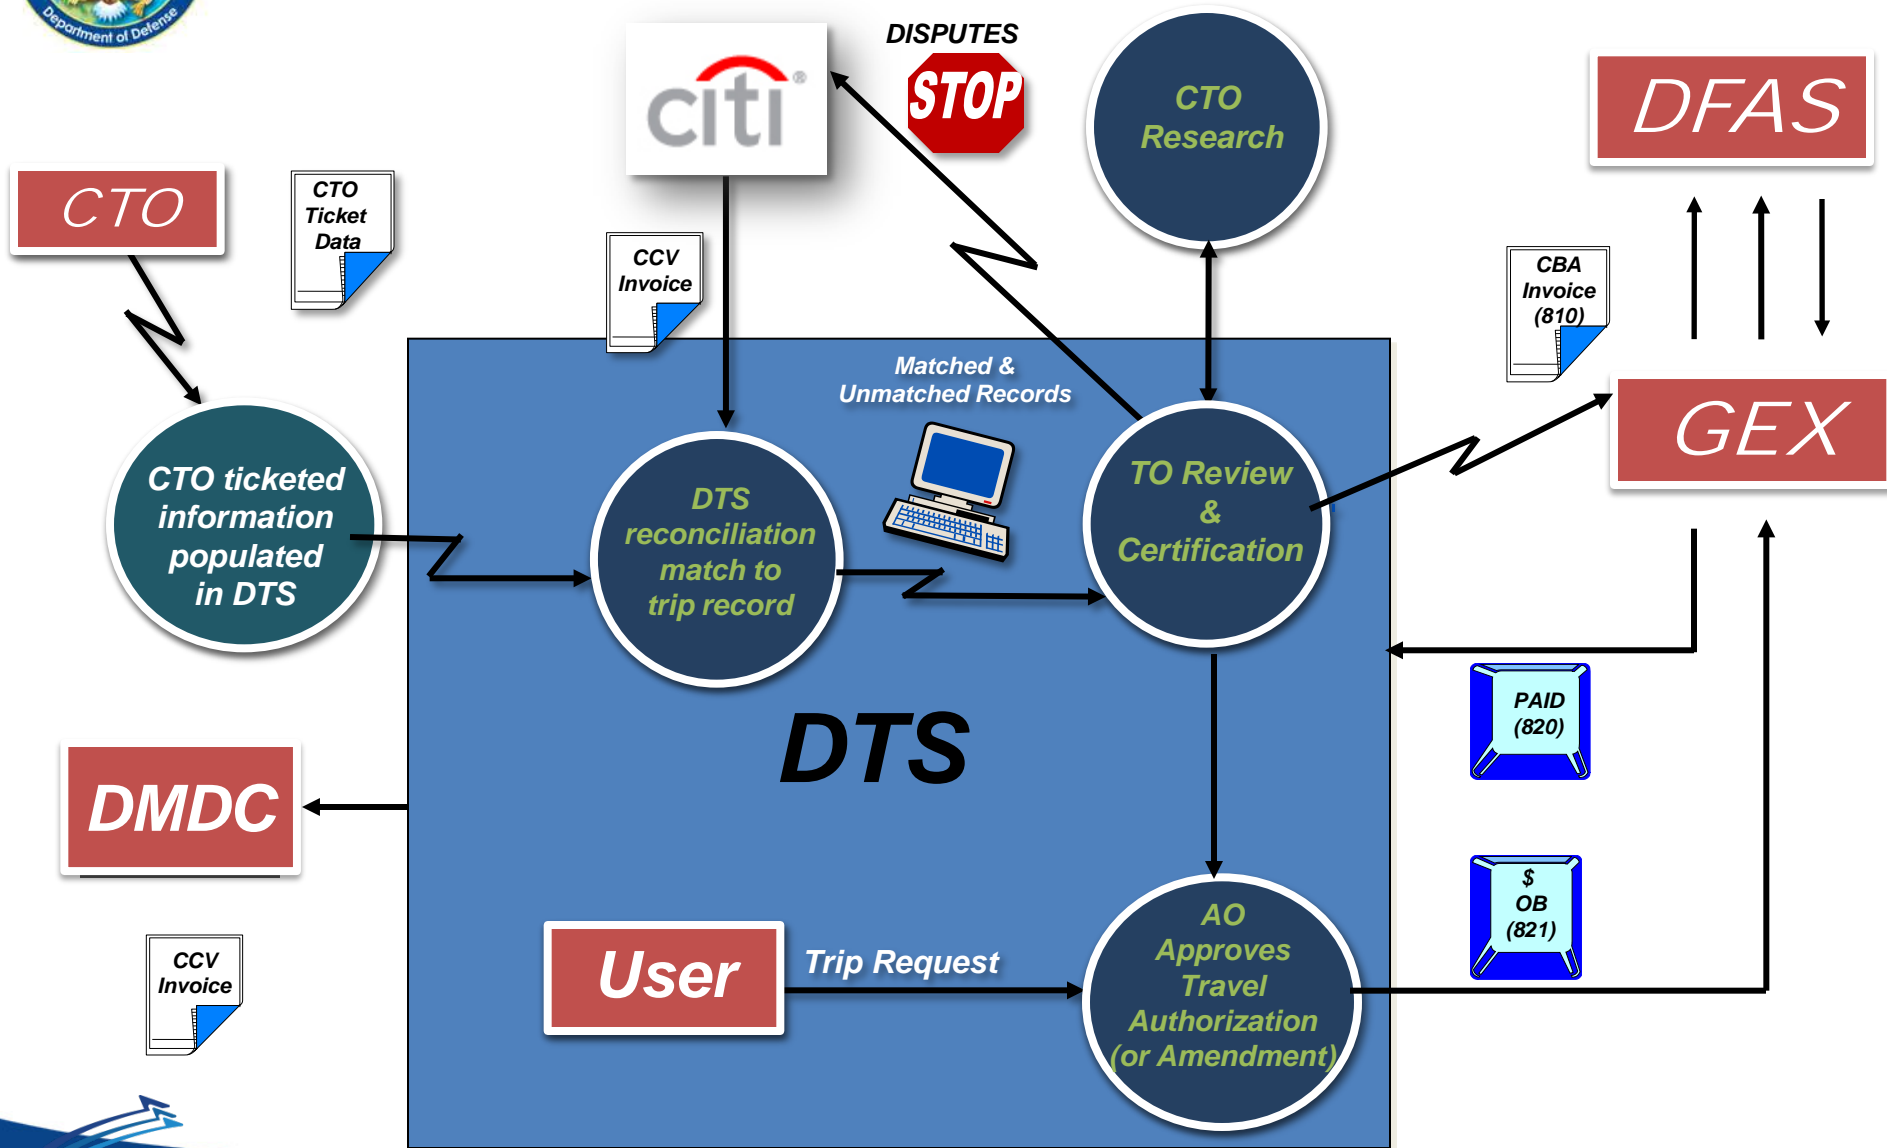 Department of Defense
citi®
DISPUTES
STOP
CTO
Research
DFAS
CTO
CTO
Ticket
Data
CCV
Invoice
CBA
Invoice
(810)
GEX
Matched &
Unmatched Records
CTO ticketed
information
populated
in DTS
DTS
reconciliation
match to
trip record
TO Review
&
Certification
PAID
(820)
DTS
DMDC
$
OB
(821)
User
Trip Request
AO
Approves
Travel
Authorization
(or Amendment)
CCV
Invoice